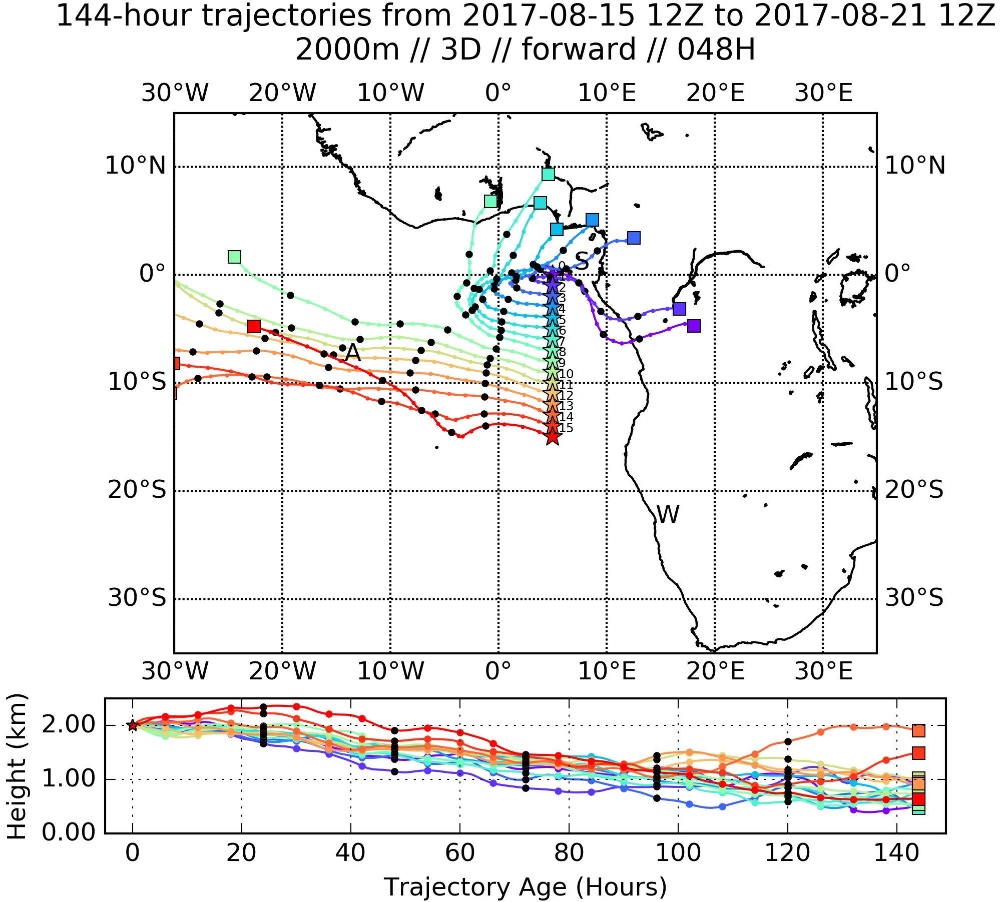 144-hour trajectories from 2017-08-15 12Z to 2017-08-21 12Z
2000m // 3D // forward // 048H
30°W 20°W 10°W 0° 10°E 20°E 30°E
10°N 10°N
0° 0°
10°S 10°S
20°S 20°S
30°S 30°S
S
0
1
2
3
4
5
6
7
8
9
10
11
12
13
14
15
A
W
30°W 20°W 10°W 0° 10°E 20°E 30°E
Height (km)
2.00
1.00
0.00
0 20 40 60 80 100 120 140
Trajectory Age (Hours)